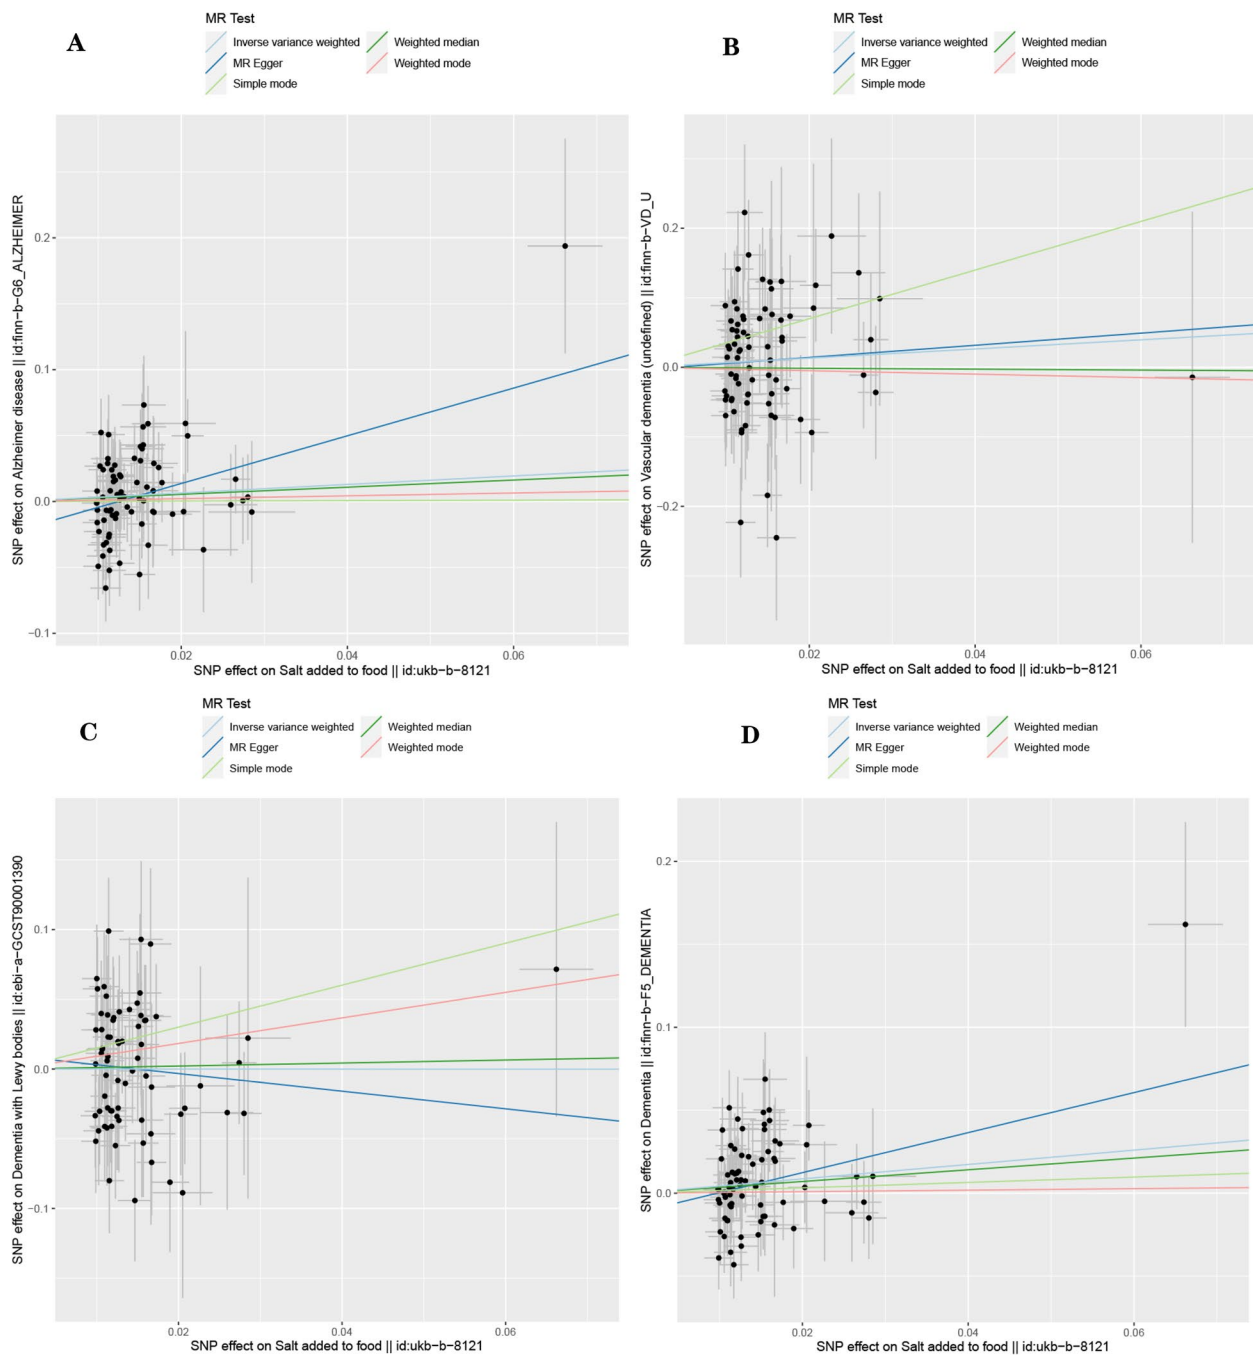 A
MR Test
Inverse variance weighted
Weighted median
MR Egger
Weighted mode
Simple mode
SNP effect on Alzheimer disease || id:finn−b−G6_ALZHEIMER
0.2
0.1
0.0
−0.1
0.02
0.04
0.06
SNP effect on Salt added to food || id:ukb−b−8121
B
MR Test
Inverse variance weighted
Weighted median
MR Egger
Weighted mode
Simple mode
SNP effect on Vascular dementia (undefined) || id:finn−b−VD_U
0.2
0.0
−0.2
0.02
0.04
0.06
SNP effect on Salt added to food || id:ukb−b−8121
C
MR Test
Inverse variance weighted
Weighted median
MR Egger
Weighted mode
Simple mode
SNP effect on Dementia with Lewy bodies || id:ebi−a−GCST90001390
0.1
0.0
−0.1
0.02
0.04
0.06
SNP effect on Salt added to food || id:ukb−b−8121
D
MR Test
Inverse variance weighted
Weighted median
MR Egger
Weighted mode
Simple mode
SNP effect on Dementia || id:finn−b−F5_DEMENTIA
0.2
0.1
0.0
0.02
0.04
0.06
SNP effect on Salt added to food || id:ukb−b−8121